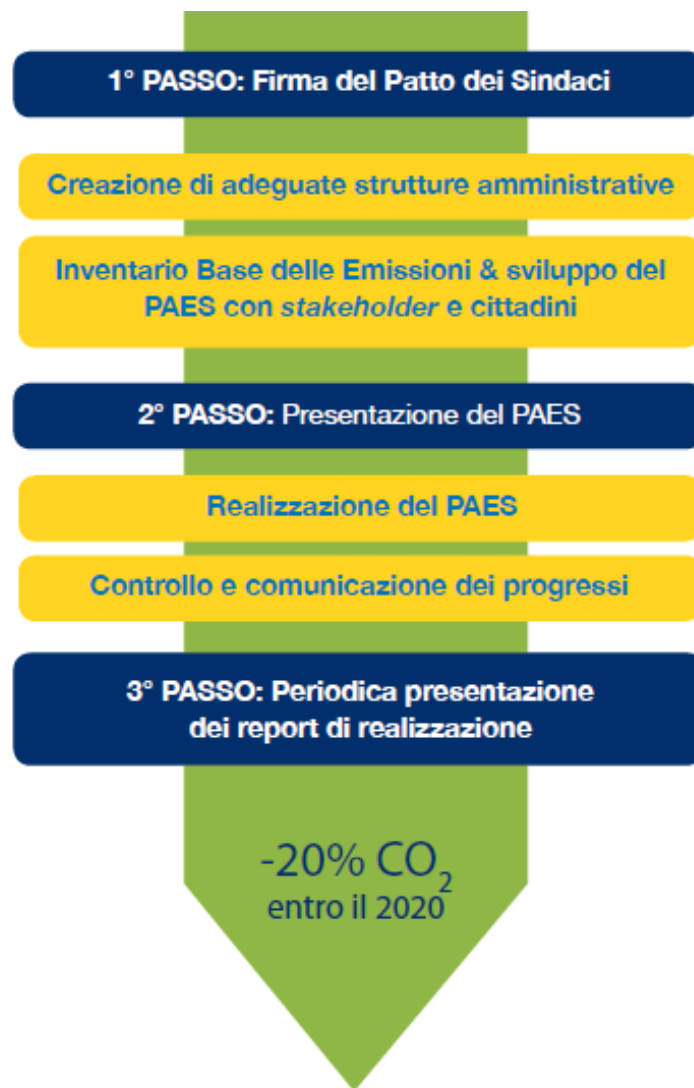 1° PASSO: Firma del Patto dei Sindaci
Creazione di adeguate strutture amministrative
Inventario Base delle Emissioni & sviluppo del
PAES con stakeholder e cittadini
2° PASSO: Presentazione del PAES
Realizzazione del PAES
Controllo e comunicazione dei progressi
3° PASSO: Periodica presentazione
dei report di realizzazione
-20% CO₂
entro il 2020